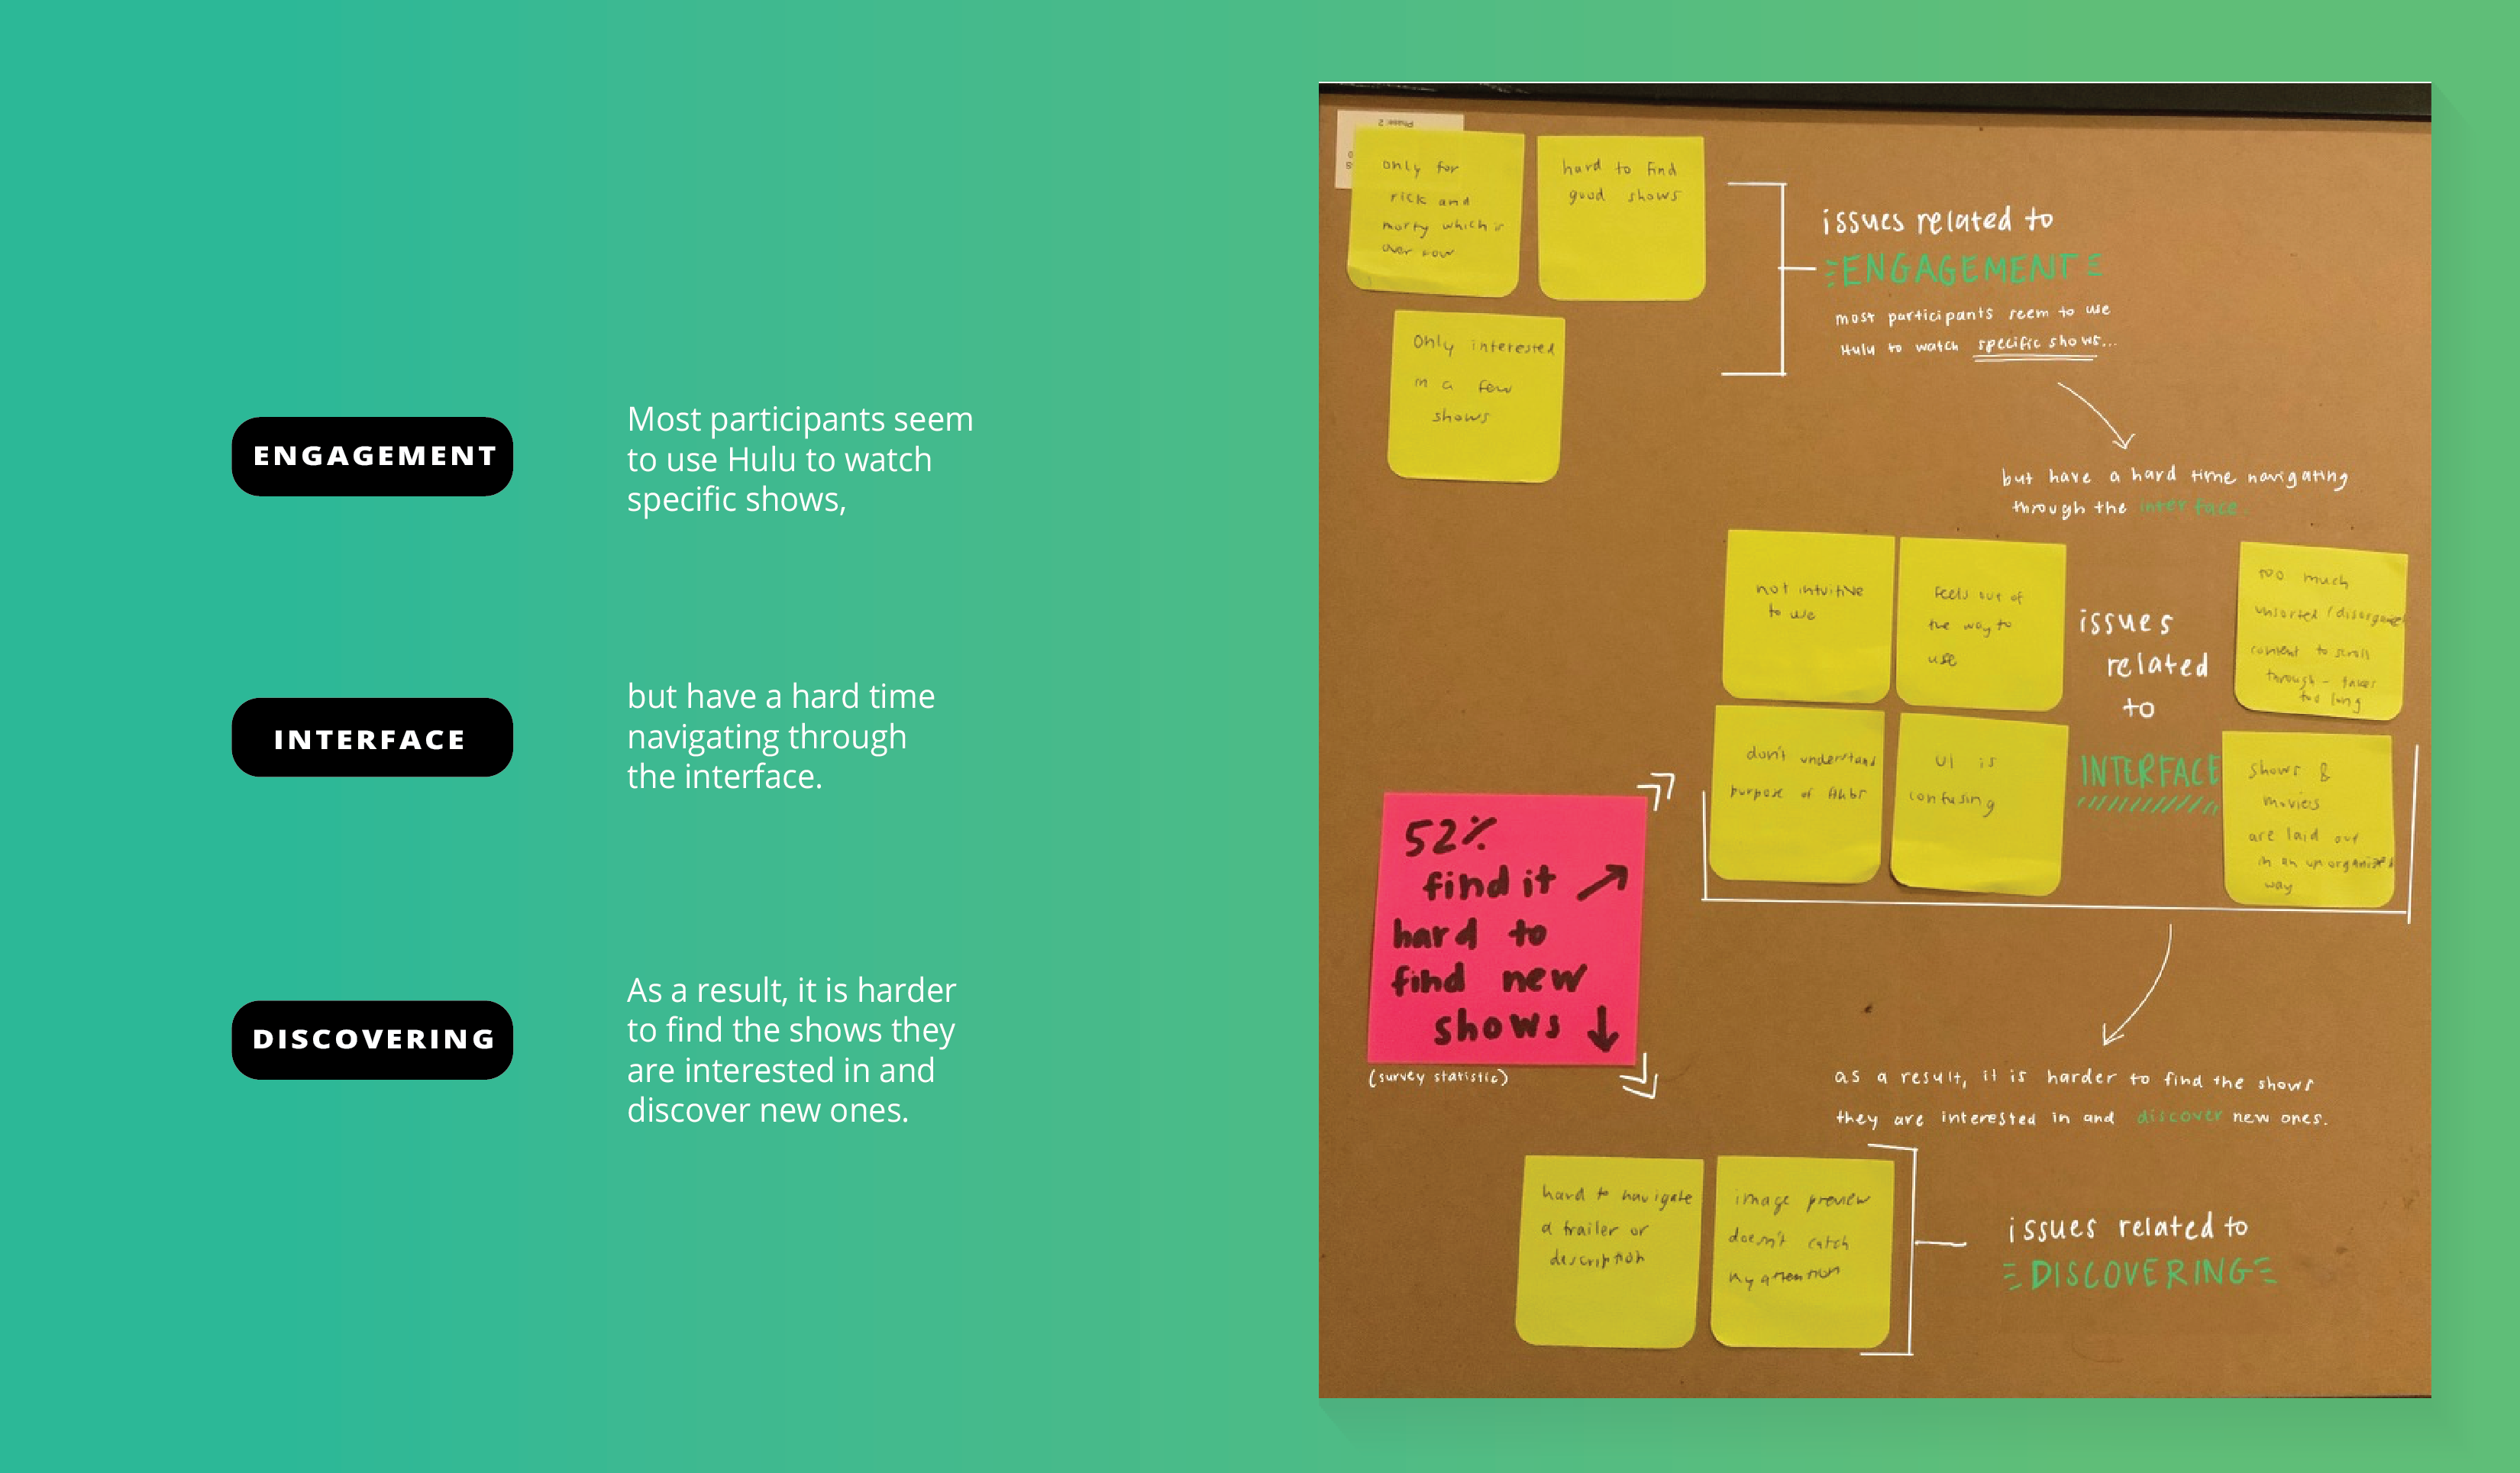 ENGAGEMENT
Most participants seem
to use Hulu to watch
specific shows,
INTERFACE
but have a hard time
navigating through
the interface.
DISCOVERING
As a result, it is harder
to find the shows they
are interested in and
discover new ones.
Phase 2
only for
rick and
morty which is
over now
hard to find
good shows
Only interested
in a few
shows
issues related to
ENGAGEMENT
most participants seem to use
Hulu to watch specific shows...
but have a hard time navigating
through the interface.
not intuitive
to use
Feels out of
the way to
use
don't understand
purpose of
UI is
confusing
issues
related
to
INTERFACE
too much
unsorted / disorganized
content to scroll
through - takes
too long
shows &
movies
are laid out
in an unorganized
way
52%
find it
hard to
find new
shows
(survey statistic)
as a result, it is harder to find the shows
they are interested in and discover new ones.
hard to navigate
a trailer or
description
image preview
doesn't catch
my attention
issues related to
DISCOVERING